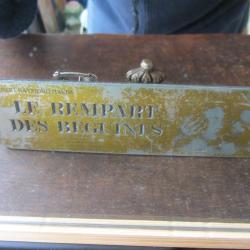 LE REMPART
DES BEGUINES